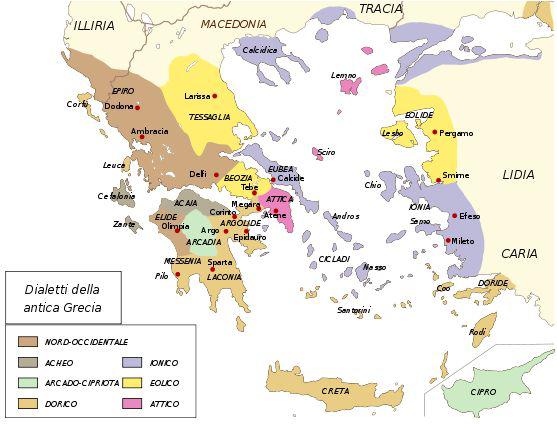 TRACIA
ILLIRIA
MACEDONIA
Calcidica
Lemno
EPIRO
Larissa
Corfù
Dodona
TESSAGLIA
EOLIDE
Lesbo
Pergamo
Ambracia
Sciro
Leuca
Delfi
BEOZIA
EUBEA
Calcide
LIDIA
Smirne
Chio
Tebe
Cefalonia
ACAIA
Megara
ATTICA
Atene
IONIA
Efeso
Zante
ELIDE
Olimpia
Corinto
ARGOLIDE
Andros
Samo
Argo
Epidauro
Mileto
ARCADIA
CARIA
MESSENIA
Sparta
CICLADI
Nasso
Pilo
LACONIA
Coo
DORIDE
Santorini
Rodi
CRETA
CIPRO
Dialetti della
antica Grecia
NORD-OCCIDENTALE
ACHEO
IONICO
ARCADO-CIPRIOTA
EOLICO
DORICO
ATTICO